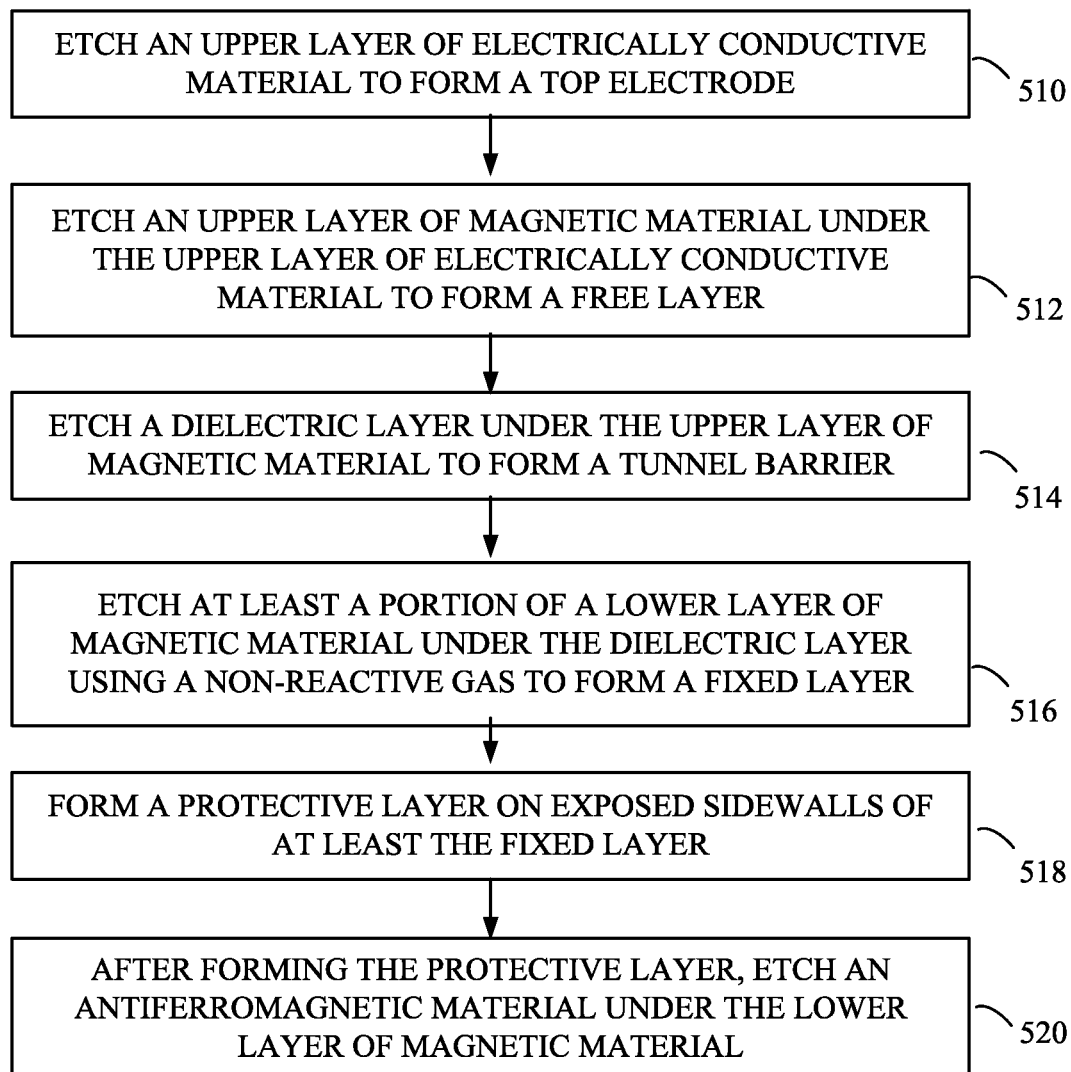 ETCH AN UPPER LAYER OF ELECTRICALLY CONDUCTIVE
MATERIAL TO FORM A TOP ELECTRODE
510
ETCH AN UPPER LAYER OF MAGNETIC MATERIAL UNDER
THE UPPER LAYER OF ELECTRICALLY CONDUCTIVE
MATERIAL TO FORM A FREE LAYER
512
ETCH A DIELECTRIC LAYER UNDER THE UPPER LAYER OF
MAGNETIC MATERIAL TO FORM A TUNNEL BARRIER
514
ETCH AT LEAST A PORTION OF A LOWER LAYER OF
MAGNETIC MATERIAL UNDER THE DIELECTRIC LAYER
USING A NON-REACTIVE GAS TO FORM A FIXED LAYER
516
FORM A PROTECTIVE LAYER ON EXPOSED SIDEWALLS OF
AT LEAST THE FIXED LAYER
518
AFTER FORMING THE PROTECTIVE LAYER, ETCH AN
ANTIFERROMAGNETIC MATERIAL UNDER THE LOWER
LAYER OF MAGNETIC MATERIAL
520